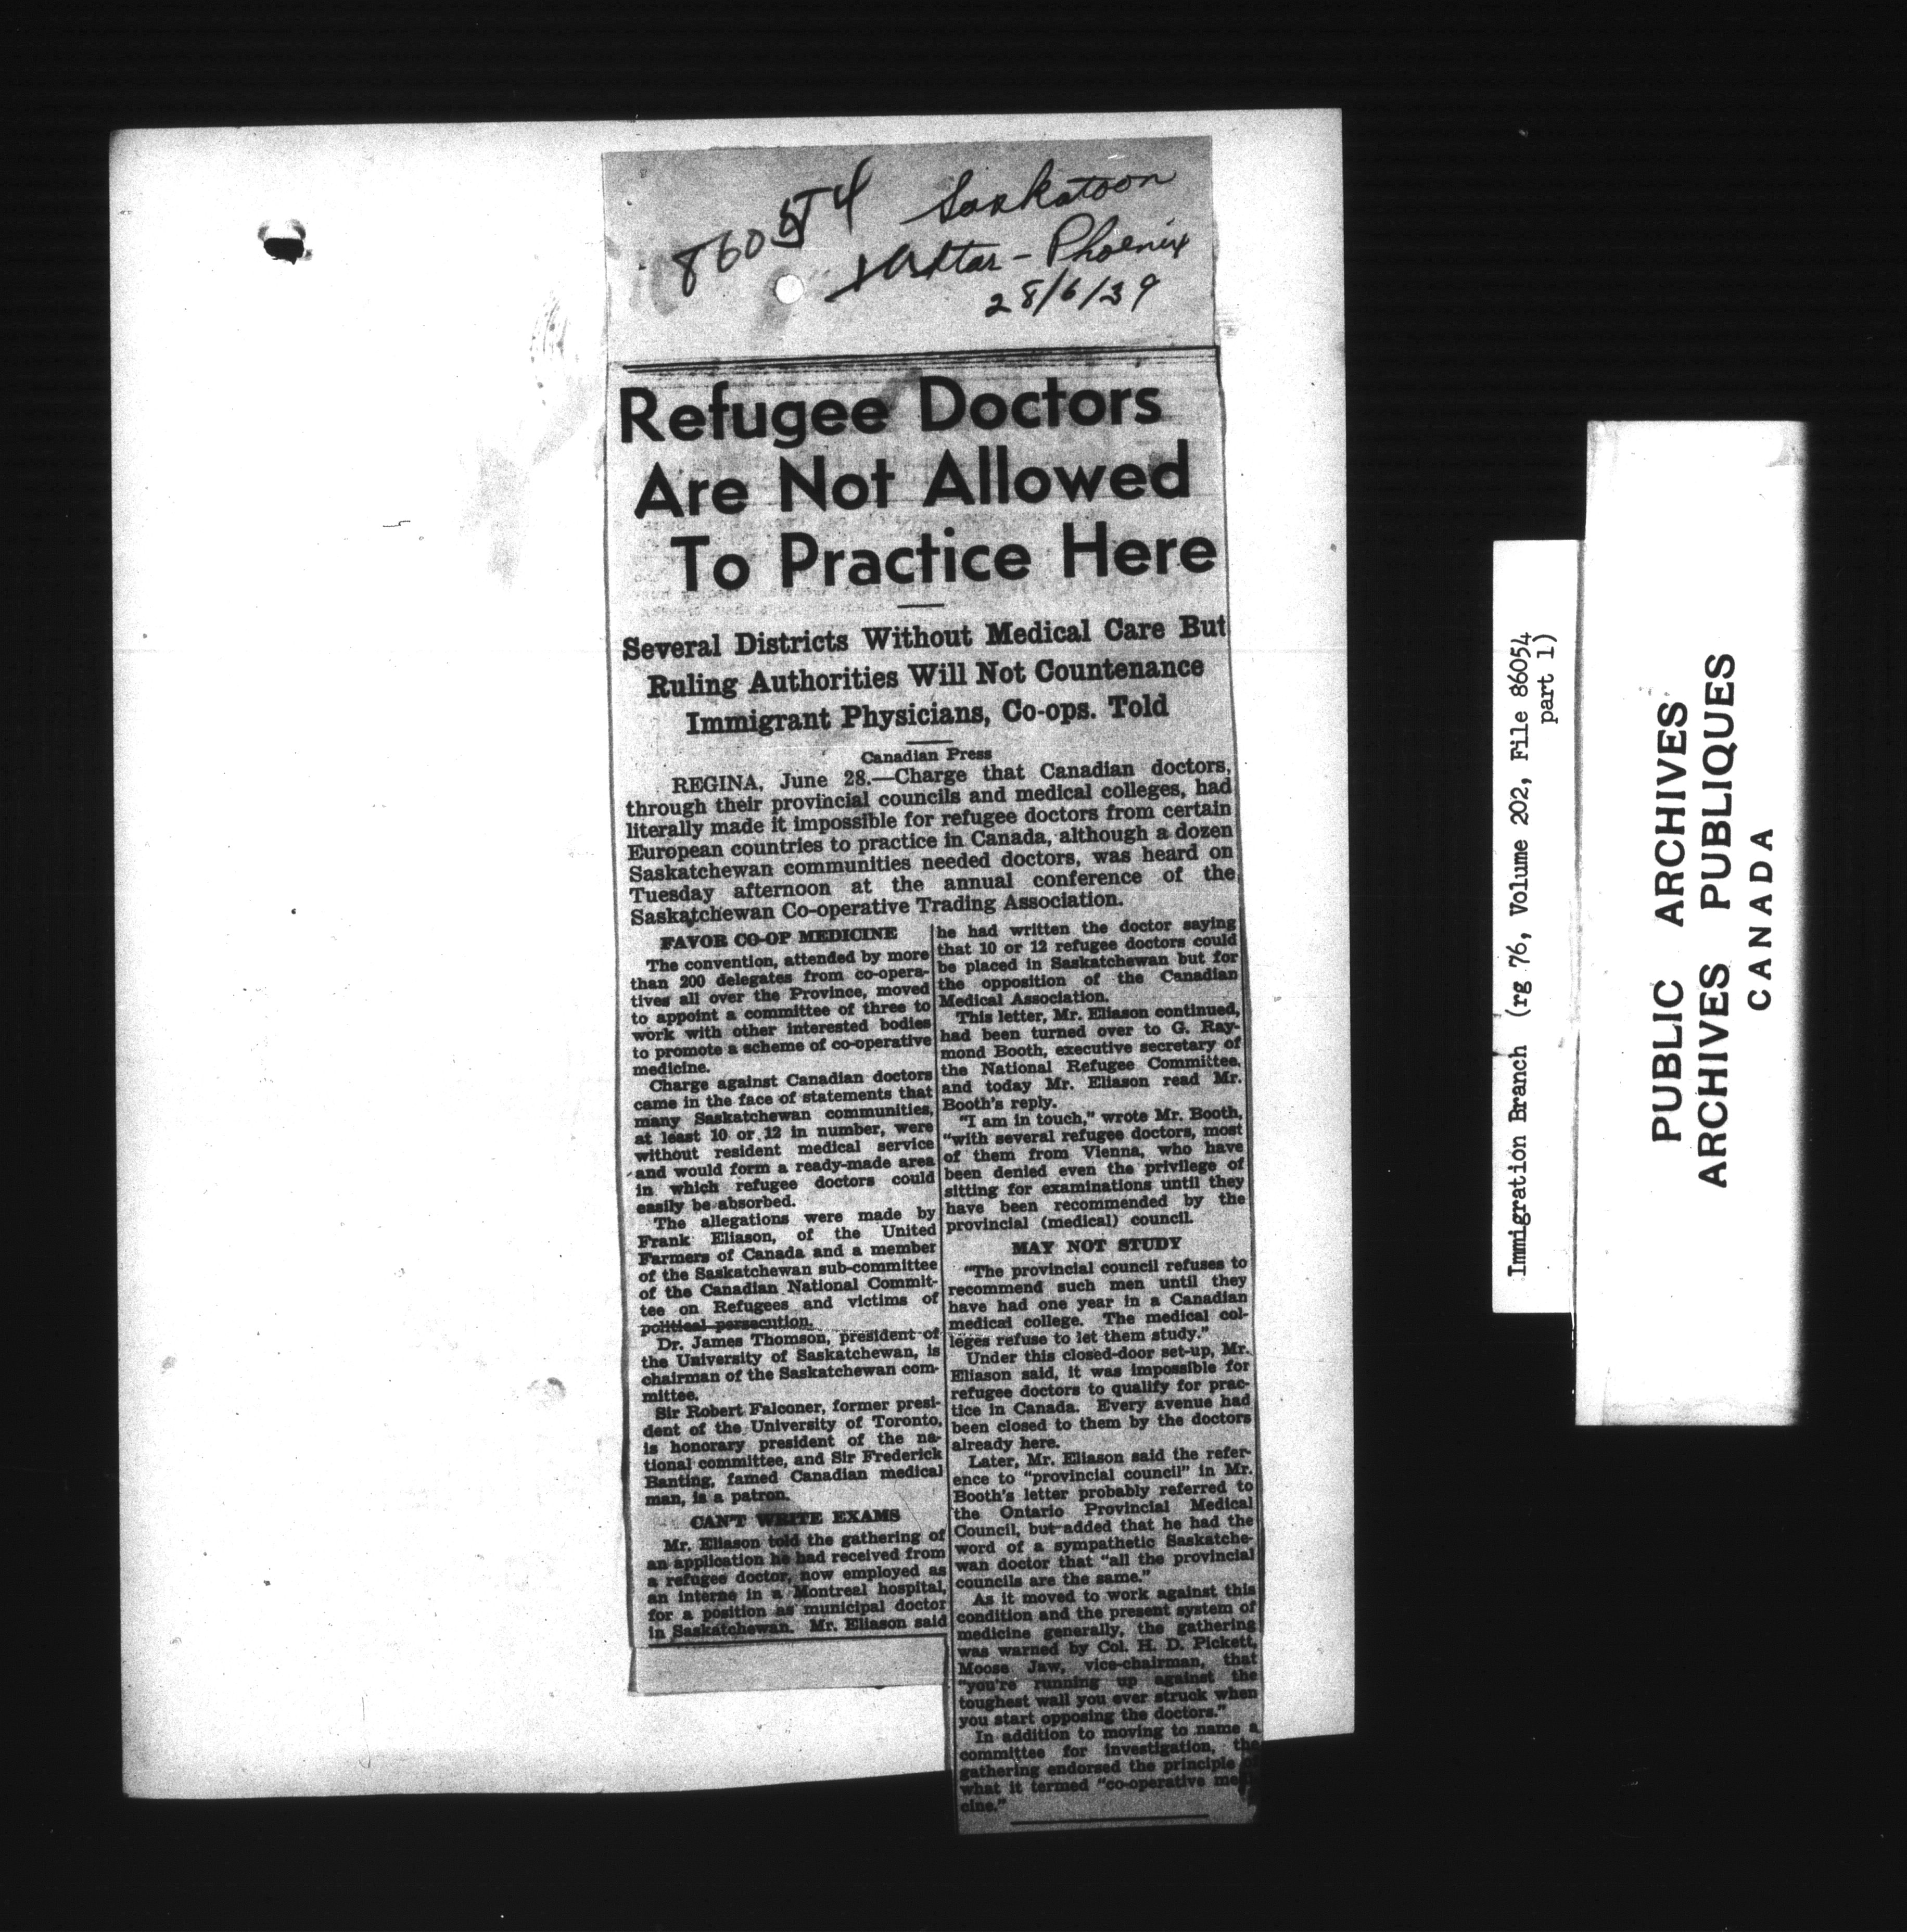 86054 Saskatoon
Star-Phoenix
28/6/39
Refugee Doctors
Are Not Allowed
To Practice Here
Several Districts Without Medical Care But
Ruling Authorities Will Not Countenance
Immigrant Physicians, Co-ops. Told
Canadian Press
REGINA, June 28.—Charge that Canadian doctors,
through their provincial councils and medical colleges, had
literally made it impossible for refugee doctors from certain
European countries to practice in Canada, although a dozen
Saskatchewan communities needed doctors, was heard on
Tuesday afternoon at the annual conference of the
Saskatchewan Co-operative Trading Association.
FAVOR CO-OP MEDICINE
The convention, attended by more
than 200 delegates from co-opera-
tives all over the Province, moved
to appoint a committee of three to
work with other interested bodies
to promote a scheme of co-operative
medicine.
Charge against Canadian doctors
came in the face of statements that
many Saskatchewan communities,
at least 10 or 12 in number, were
without resident medical service
and would form a ready-made area
in which refugee doctors could
easily be absorbed.
The allegations were made by
Frank Eliason, of the United
Farmers of Canada and a member
of the Saskatchewan sub-committee
of the Canadian National Commit-
tee on Refugees and victims of
political persecution.
Dr. James Thomson, president of
the University of Saskatchewan, is
chairman of the Saskatchewan com-
mittee.
Sir Robert Falconer, former presi-
dent of the University of Toronto,
is honorary president of the na-
tional committee, and Sir Frederick
Banting, famed Canadian medical
man, is a patron.
CAN'T WRITE EXAMS
Mr. Eliason told the gathering of
an application he had received from
a refugee doctor, now employed as
an interne in a Montreal hospital,
for a position as municipal doctor
in Saskatchewan. Mr. Eliason said
he had written the doctor saying
that 10 or 12 refugee doctors could
be placed in Saskatchewan but for
the opposition of the Canadian
Medical Association.
This letter, Mr. Eliason continued,
had been turned over to G. Ray-
mond Booth, executive secretary of
the National Refugee Committee,
and today Mr. Eliason read Mr.
Booth's reply.
"I am in touch," wrote Mr. Booth,
"with several refugee doctors, most
of them from Vienna, who have
been denied even the privilege of
sitting for examinations until they
have been recommended by the
provincial (medical) council.
MAY NOT STUDY
"The provincial council refuses to
recommend such men until they
have had one year in a Canadian
medical college. The medical col-
leges refuse to let them study."
Under this closed-door set-up, Mr.
Eliason said, it was impossible for
refugee doctors to qualify for prac-
tice in Canada. Every avenue had
been closed to them by the doctors
already here.
Later, Mr. Eliason said the refer-
ence to "provincial council" in Mr.
Booth's letter probably referred to
the Ontario Provincial Medical
Council, but added that he had the
word of a sympathetic Saskatche-
wan doctor that "all the provincial
councils are the same."
As it moved to work against this
condition and the present system of
medicine generally, the gathering
was warned by Col. H. D. Pickett,
Moose Jaw, vice-chairman, that
"you're running up against the
toughest wall you ever struck when
you start opposing the doctors."
In addition to moving to name a
committee for investigation, the
gathering endorsed the principle
what it termed "co-operative me
cine."
Immigration Branch (rg 76, Volume 202, File 86054
part 1)
PUBLIC ARCHIVES
ARCHIVES PUBLIQUES
CANADA